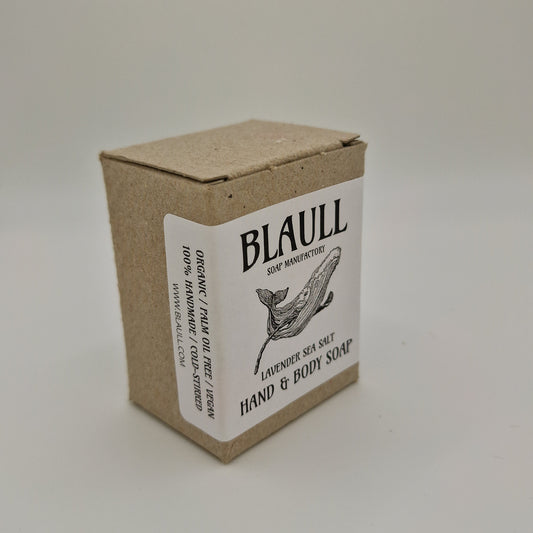 BLAULL
SOAP MANUFACTORY
LAVENDER SEA SALT
HAND & BODY SOAP
ORGANIC / PALM OIL FREE / VEGAN
100% HANDMADE / COLD-STIRRED
WWW.BLAULL.COM